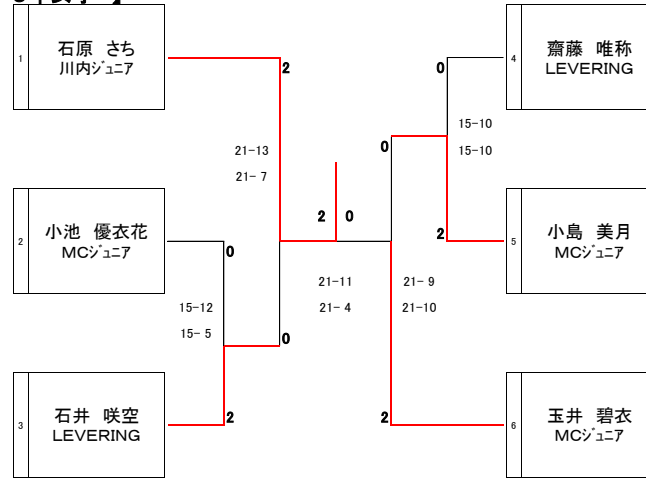 1
石原 さち
川内ｼﾞｭﾆｱ
2
小池 優衣花
MCｼﾞｭﾆｱ
3
石井 咲空
LEVERING
4
齋藤 唯称
LEVERING
5
小島 美月
MCｼﾞｭﾆｱ
6
玉井 碧衣
MCｼﾞｭﾆｱ
2
21-13
21- 7
0
15-12
15- 5
2
0
2 0
21-11
21- 4
0
15-10
15-10
2
0
21- 9
21-10
2